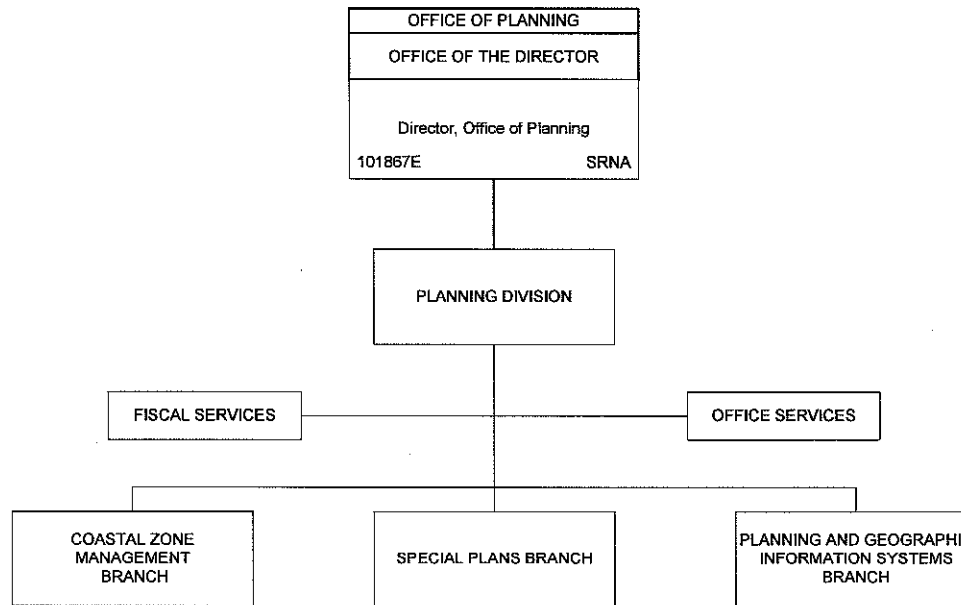 OFFICE OF PLANNING
OFFICE OF THE DIRECTOR
Director, Office of Planning
101867E SRNA
PLANNING DIVISION
FISCAL SERVICES
OFFICE SERVICES
COASTAL ZONE
MANAGEMENT
BRANCH
SPECIAL PLANS BRANCH
PLANNING AND GEOGRAPHI
INFORMATION SYSTEMS
BRANCH